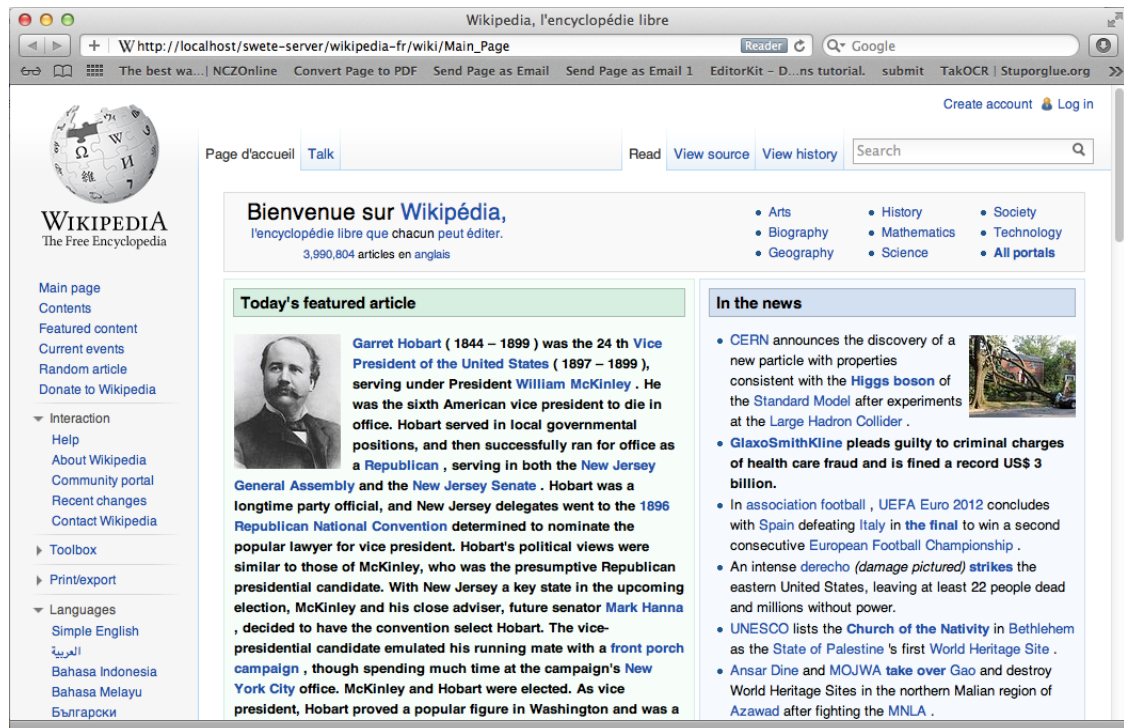 Wikipedia, l'encyclopédie libre
http://localhost/swete-server/wikipedia-fr/wiki/Main_Page
Reader
Google
The best wa...| NCZOnline Convert Page to PDF Send Page as Email Send Page as Email 1 EditorKit – D...ns tutorial. submit TakOCR | Stuporglue.org
Create account Log in
WIKIPEDIA
The Free Encyclopedia
Page d'accueil Talk
Read View source View history
Search
Main page
Contents
Featured content
Current events
Random article
Donate to Wikipedia
Interaction
Help
About Wikipedia
Community portal
Recent changes
Contact Wikipedia
Toolbox
Print/export
Languages
Simple English
العربية
Bahasa Indonesia
Bahasa Melayu
Български
Bienvenue sur Wikipédia,
l'encyclopédie libre que chacun peut éditer.
3,990,804 articles en anglais
Arts
Biography
Geography
History
Mathematics
Science
Society
Technology
All portals
Today's featured article
Garret Hobart ( 1844 – 1899 ) was the 24 th Vice
President of the United States ( 1897 – 1899 ),
serving under President William McKinley . He
was the sixth American vice president to die in
office. Hobart served in local governmental
positions, and then successfully ran for office as
a Republican , serving in both the New Jersey
General Assembly and the New Jersey Senate . Hobart was a
longtime party official, and New Jersey delegates went to the 1896
Republican National Convention determined to nominate the
popular lawyer for vice president. Hobart's political views were
similar to those of McKinley, who was the presumptive Republican
presidential candidate. With New Jersey a key state in the upcoming
election, McKinley and his close adviser, future senator Mark Hanna
, decided to have the convention select Hobart. The vice-
presidential candidate emulated his running mate with a front porch
campaign , though spending much time at the campaign's New
York City office. McKinley and Hobart were elected. As vice
president, Hobart proved a popular figure in Washington and was a
In the news
CERN announces the discovery of a
new particle with properties
consistent with the Higgs boson of
the Standard Model after experiments
at the Large Hadron Collider .
GlaxoSmithKline pleads guilty to criminal charges
of health care fraud and is fined a record US$ 3
billion.
In association football , UEFA Euro 2012 concludes
with Spain defeating Italy in the final to win a second
consecutive European Football Championship .
An intense derecho (damage pictured) strikes the
eastern United States, leaving at least 22 people dead
and millions without power.
UNESCO lists the Church of the Nativity in Bethlehem
as the State of Palestine 's first World Heritage Site .
Ansar Dine and MOJWA take over Gao and destroy
World Heritage Sites in the northern Malian region of
Azawad after fighting the MNLA .